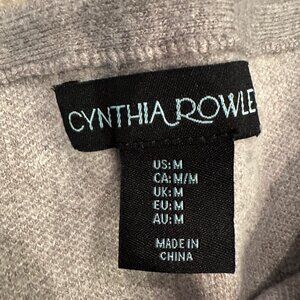 CYNTHIA ROWLE
US: M
CA: M/M
UK: M
EU: M
AU: M
MADE IN
CHINA